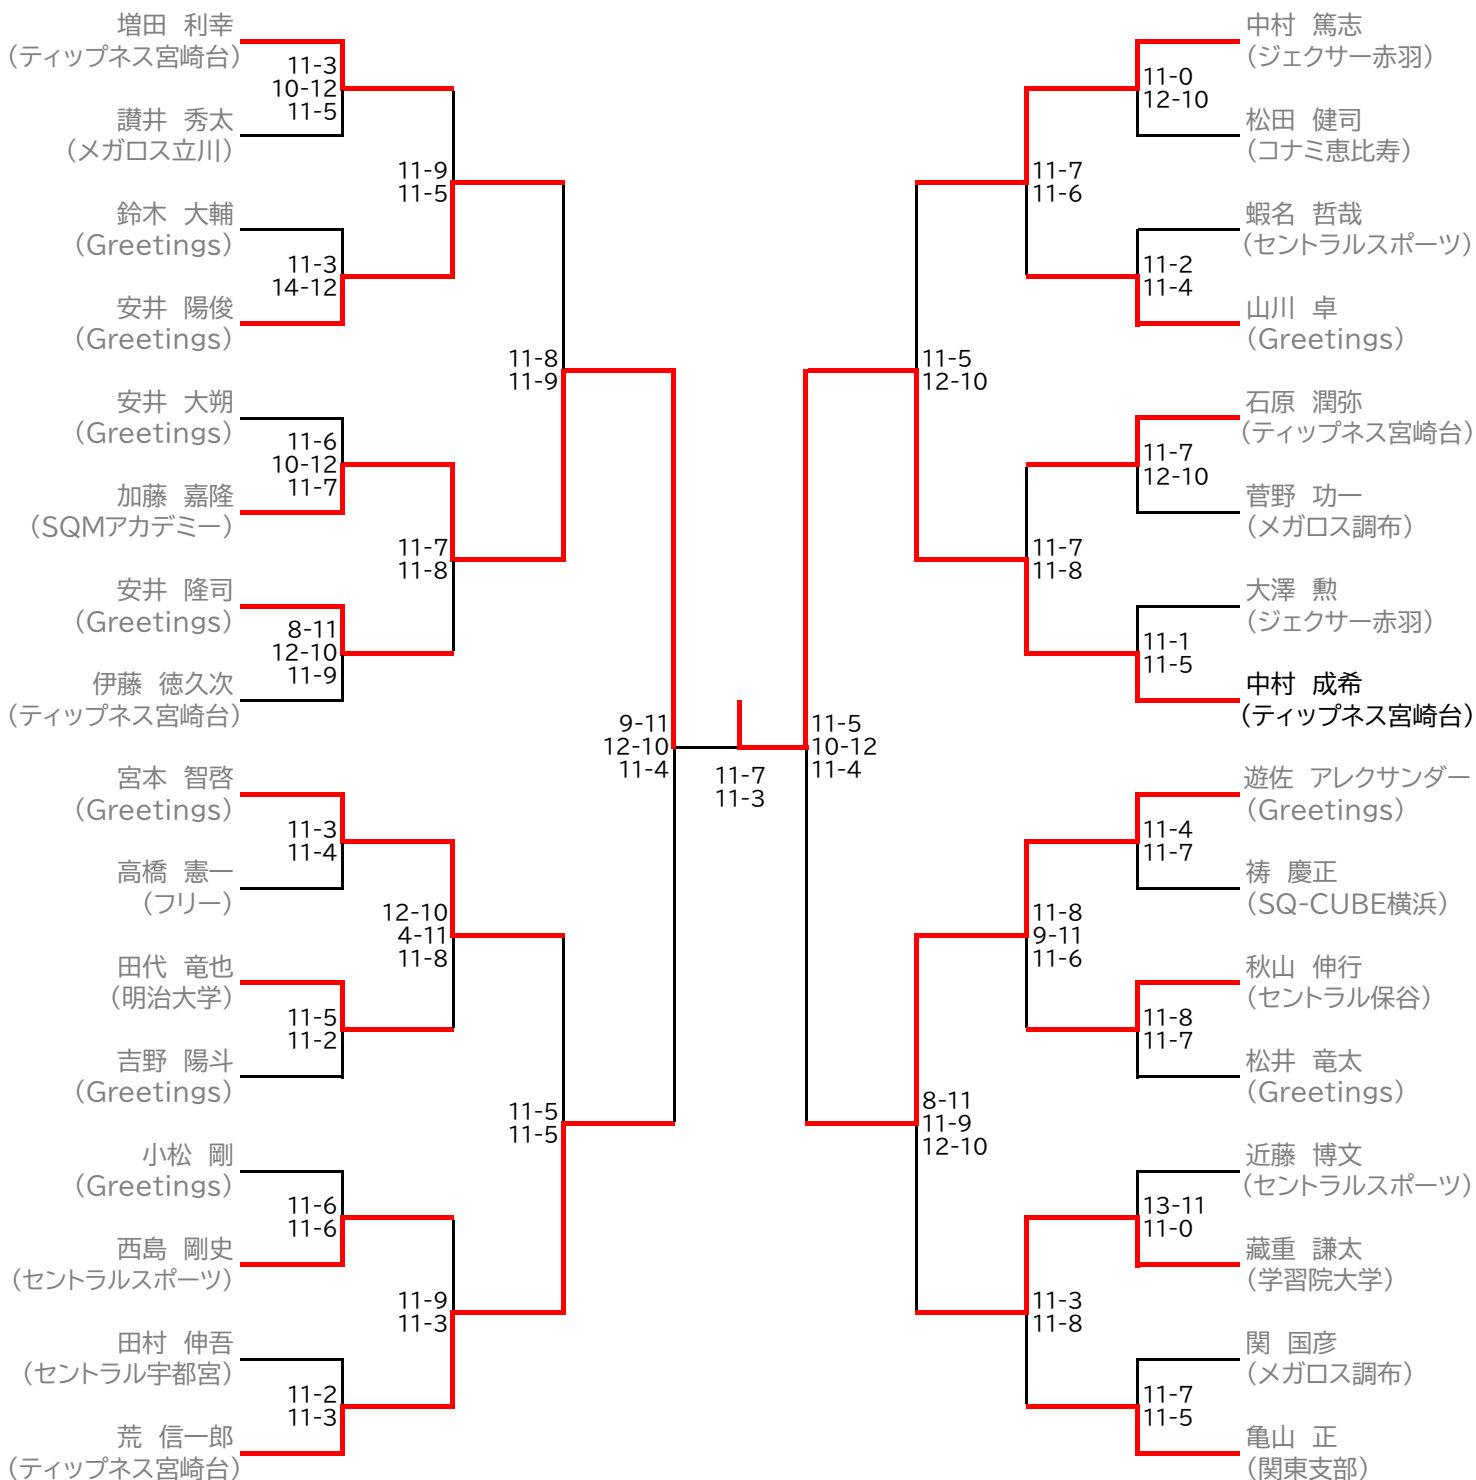 増田 利幸
(ティップネス宮崎台)
11-3
10-12
11-5
讃井 秀太
(メガロス立川)
11-9
11-5
鈴木 大輔
(Greetings)
11-3
14-12
安井 陽俊
(Greetings)
11-8
11-9
安井 大朔
(Greetings)
11-6
10-12
11-7
加藤 嘉隆
(SQMアカデミー)
11-7
11-8
安井 隆司
(Greetings)
8-11
12-10
11-9
伊藤 徳久次
(ティップネス宮崎台)
9-11
12-10
11-4
宮本 智啓
(Greetings)
11-3
11-4
高橋 憲一
(フリー)
12-10
4-11
11-8
田代 竜也
(明治大学)
11-5
11-2
吉野 陽斗
(Greetings)
11-5
11-5
小松 剛
(Greetings)
11-6
11-6
西島 剛史
(セントラルスポーツ)
11-9
11-3
田村 伸吾
(セントラル宇都宮)
11-2
11-3
荒 信一郎
(ティップネス宮崎台)
11-7
11-3
中村 篤志
(ジェクサー赤羽)
11-0
12-10
松田 健司
(コナミ恵比寿)
11-7
11-6
蝦名 哲哉
(セントラルスポーツ)
11-2
11-4
山川 卓
(Greetings)
11-5
12-10
石原 潤弥
(ティップネス宮崎台)
11-7
12-10
菅野 功一
(メガロス調布)
11-7
11-8
大澤 勲
(ジェクサー赤羽)
11-1
11-5
中村 成希
(ティップネス宮崎台)
11-5
10-12
11-4
遊佐 アレクサンダー
(Greetings)
11-4
11-7
祷 慶正
(SQ-CUBE横浜)
11-8
9-11
11-6
秋山 伸行
(セントラル保谷)
11-8
11-7
松井 竜太
(Greetings)
8-11
11-9
12-10
近藤 博文
(セントラルスポーツ)
13-11
11-0
藏重 謙太
(学習院大学)
11-3
11-8
関 国彦
(メガロス調布)
11-7
11-5
亀山 正
(関東支部)